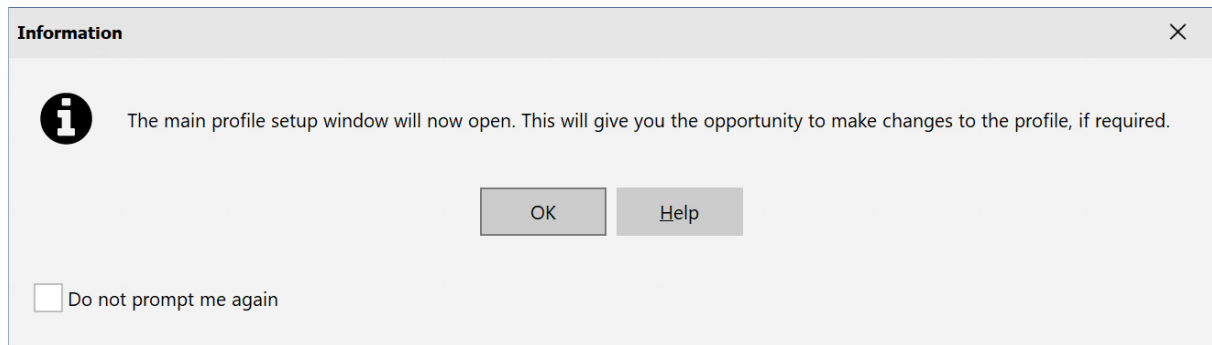 Information
The main profile setup window will now open. This will give you the opportunity to make changes to the profile, if required.
OK
Help
Do not prompt me again